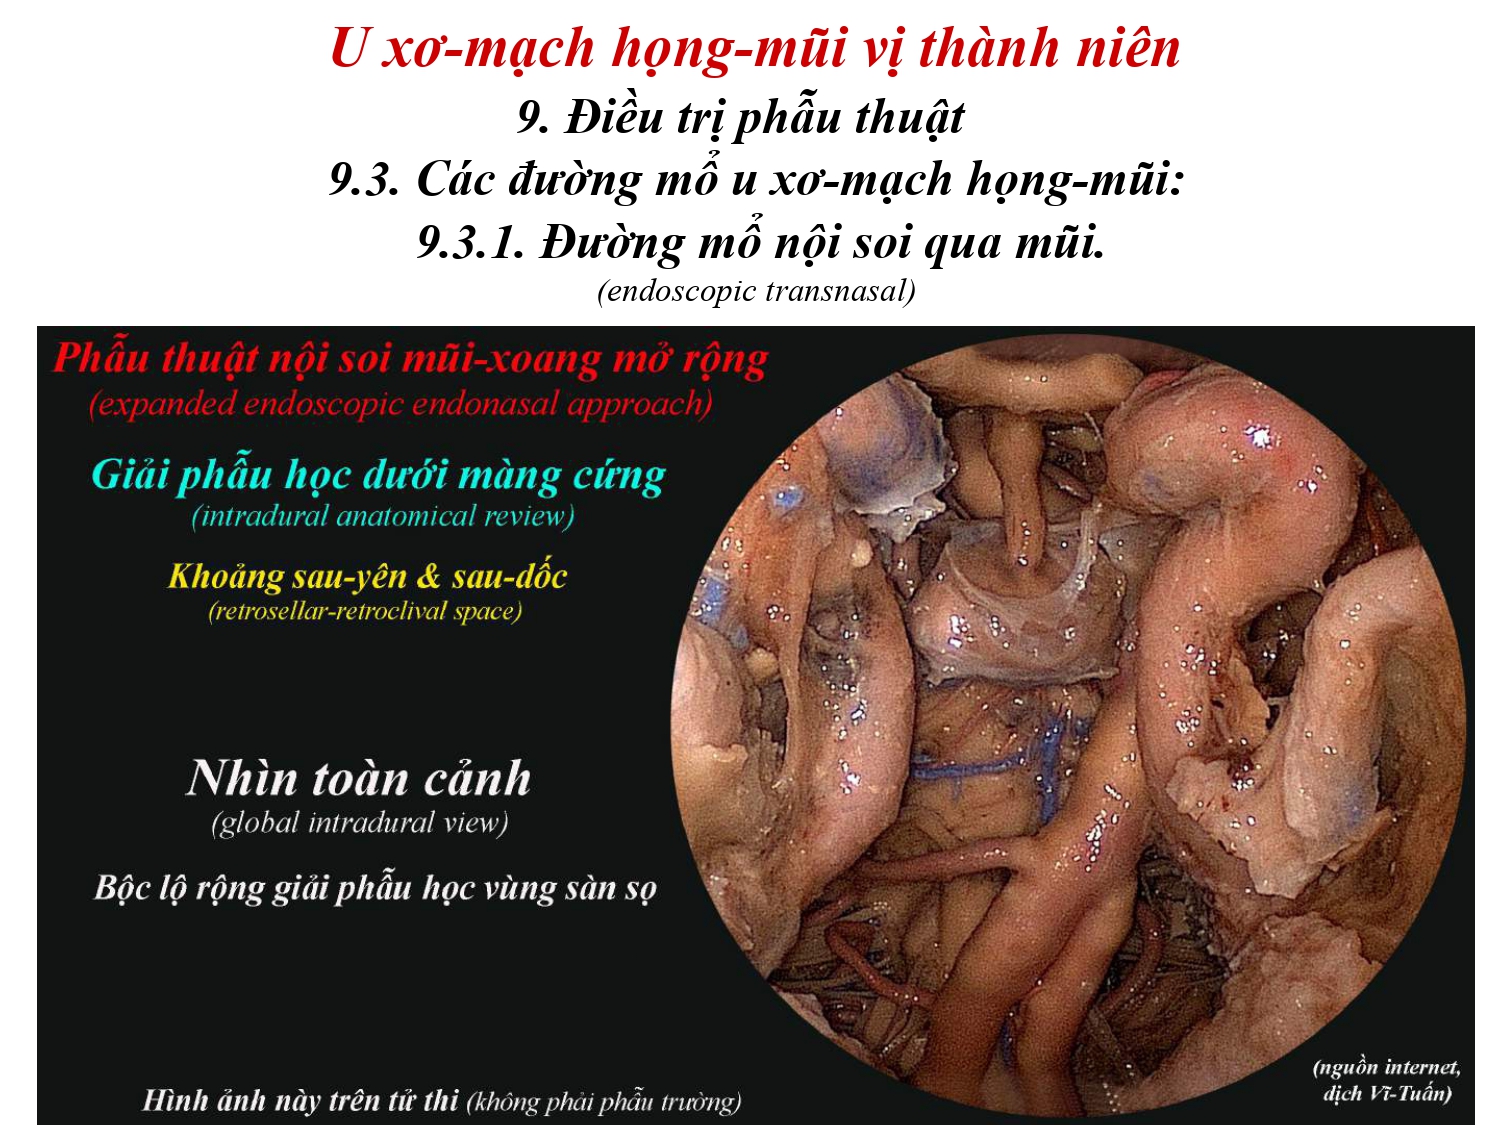 U xơ-mạch họng-mũi vị thành niên
9. Điều trị phẫu thuật
9.3. Các đường mổ u xơ-mạch họng-mũi:
9.3.1. Đường mổ nội soi qua mũi.
(endoscopic transnasal)
Phẫu thuật nội soi mũi-xoang mở rộng
(expanded endoscopic endonasal approach)
Giải phẫu học dưới màng cứng
(intradural anatomical review)
Khoảng sau-yên & sau-dốc
(retrosellar-retroclival space)
Nhìn toàn cảnh
(global intradural view)
Bộc lộ rộng giải phẫu học vùng sàn sọ
Hình ảnh này trên tử thi (không phải phẫu trường)
(nguồn internet,
dịch Vĩ-Tuấn)